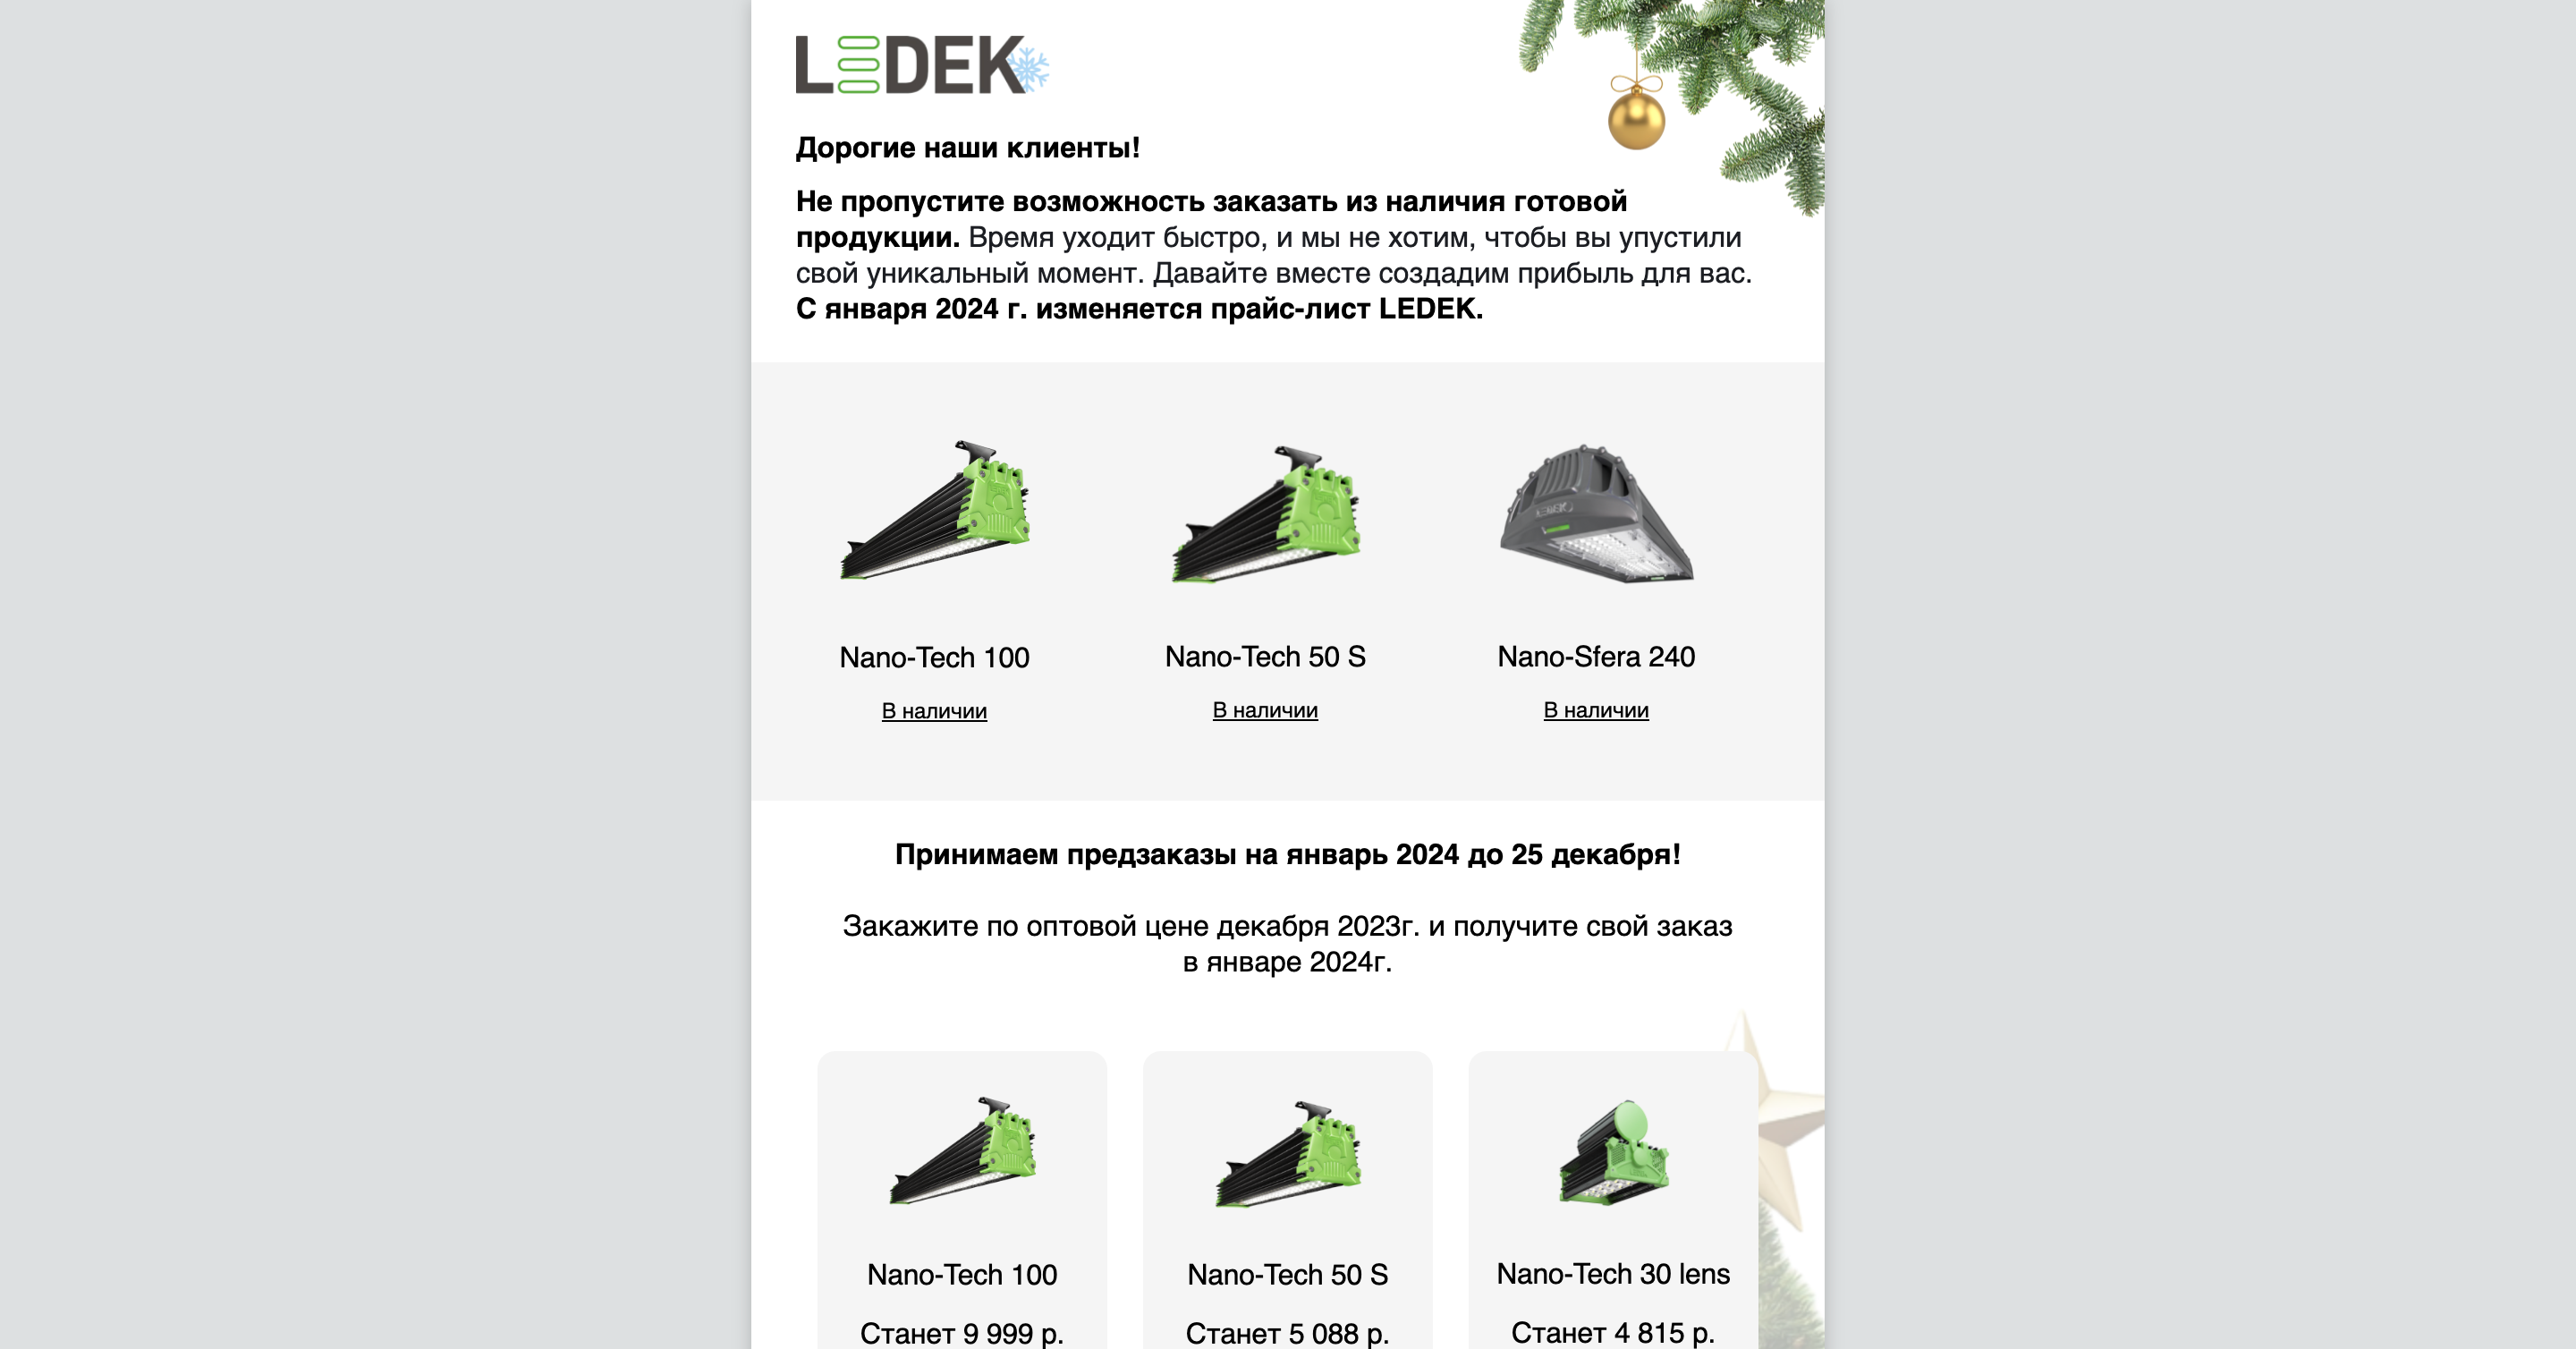 LEDEK
Дорогие наши клиенты!
Не пропустите возможность заказать из наличия готовой
продукции. Время уходит быстро, и мы не хотим, чтобы вы упустили
свой уникальный момент. Давайте вместе создадим прибыль для вас.
С января 2024 г. изменяется прайс-лист LEDEK.
Nano-Tech 100
Nano-Tech 50 S
Nano-Sfera 240
В наличии
В наличии
В наличии
Принимаем предзаказы на январь 2024 до 25 декабря!
Закажите по оптовой цене декабря 2023г. и получите свой заказ
в январе 2024г.
Nano-Tech 100
Nano-Tech 50 S
Nano-Tech 30 lens
Станет 9 999 р.
Станет 5 088 р.
Станет 4 815 р.